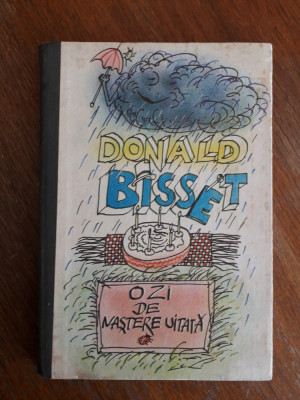 DONALD
BISSET
O ZI
DE
NAȘTERE UITATĂ